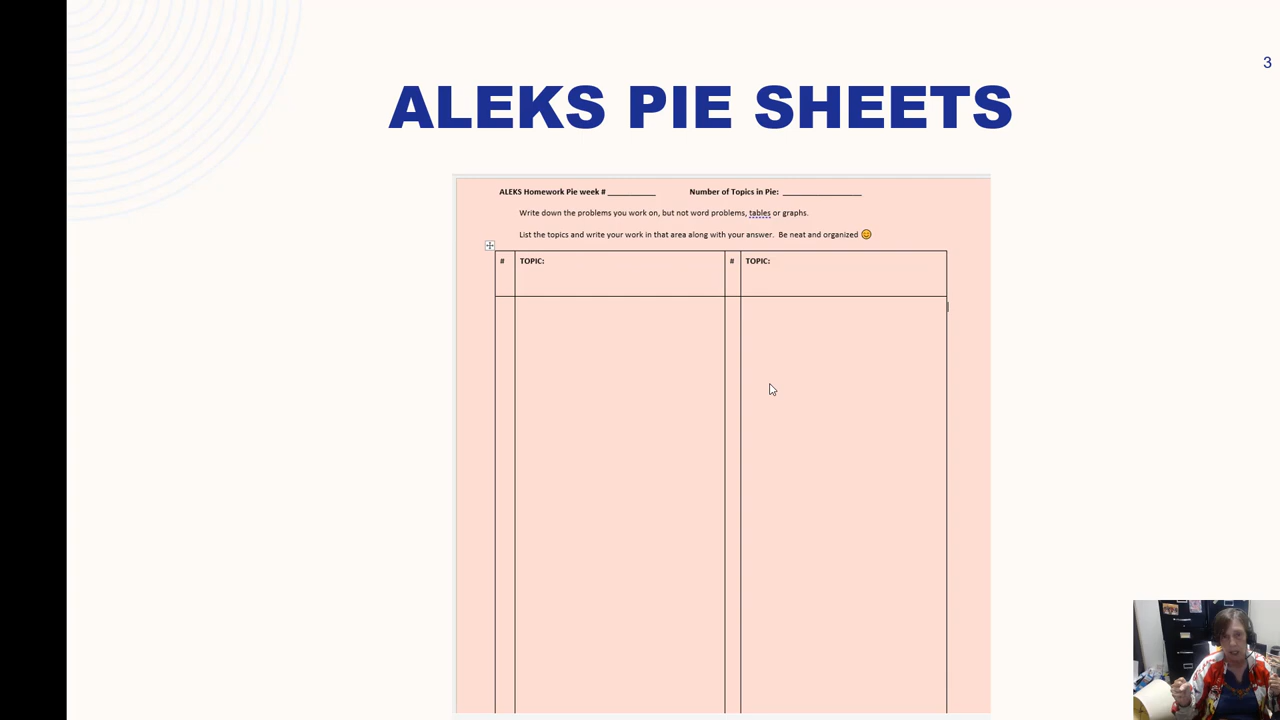 3
ALEKS PIE SHEETS
ALEKS Homework Pie week # ___________ Number of Topics in Pie: __________________
Write down the problems you work on, but not word problems, tables or graphs.
List the topics and write your work in that area along with your answer. Be neat and organized 😊
# TOPIC: # TOPIC: